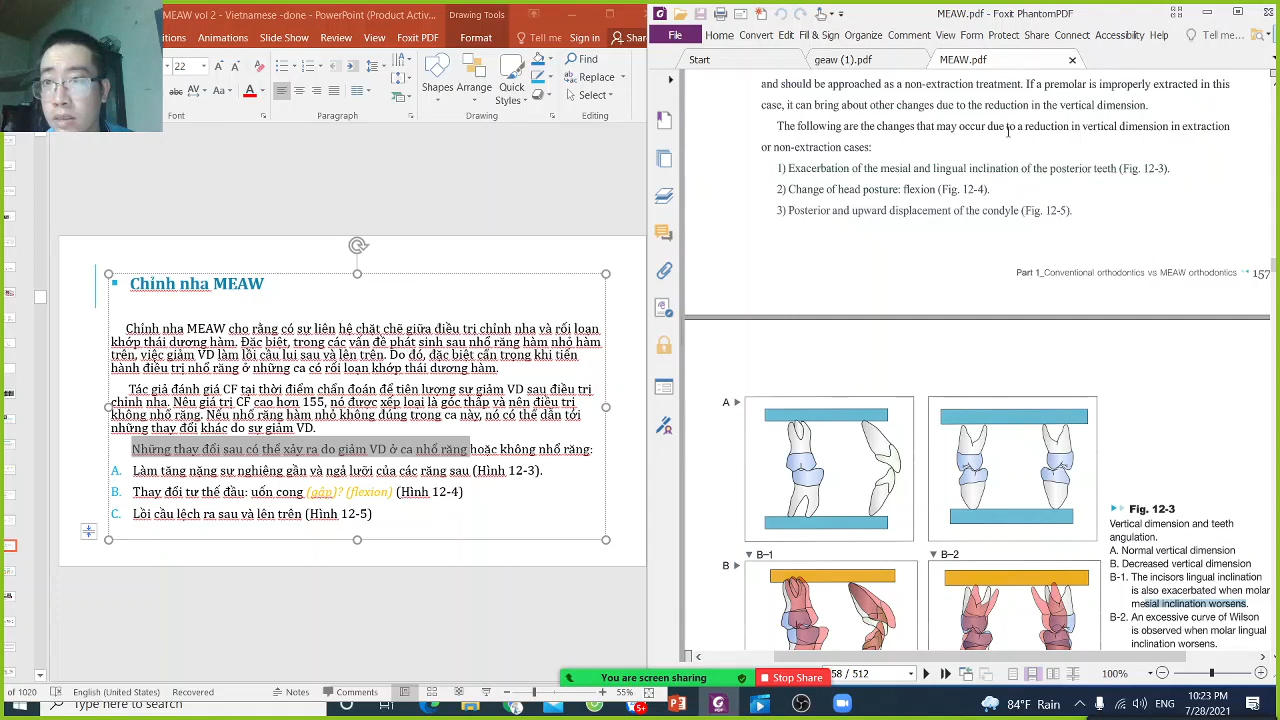 MEAW vol 2 - Vietnamese -done - PowerPoint (Product Activ...
Drawing Tools
Animations
Slide Show
Review
View
Foxit PDF
Format
Tell me...
Sign in
Share
22
Shapes
Arrange
Quick
Styles
Find
Replace
Select
Font
Paragraph
Drawing
Editing
Chỉnh nha MEAW
Chỉnh nha MEAW cho rằng có sự liên hệ chặt chẽ giữa điều trị chỉnh nha và rối loạn
khớp thái dương hàm. Đặc biệt, trong các vấn đề phát sinh sau nhổ răng hàm nhỏ hàm
trên, việc giảm VD làm lồi cầu lui sau và lên trên. Do đó, đặc biệt cẩn trọng khi tiến
hành điều trị nhổ răng ở những ca có rối loạn khớp thái dương hàm.
Tác giả đánh giá CF tại thời điểm chẩn đoán để tiên lượng sự giảm VD sau điều trị
chỉnh nha. Nếu giá trị CF cao hơn 155, nó được xếp loại là góc thấp và nên điều trị
không nhổ răng. Nếu nhổ răng hàm nhỏ không đúng trong ca này, nó có thể dẫn tới
những thay đổi khác do sự giảm VD.
Những thay đổi sau có thể xảy ra do giảm VD ở ca nhổ răng hoặc không nhổ răng:
A. Làm tăng nặng sự nghiêng gần và ngả lưỡi của các răng sau (Hình 12-3).
B. Thay đổi tư thế đầu: uốn cong (gập)? (flexion) (Hình 12-4)
C. Lồi cầu lệch ra sau và lên trên (Hình 12-5)
of 1020
English (United States)
Recovered
Notes
Comments
55%
MEAW.pdf - Foxit PhantomPDF
File
Home
Convert
Edit
Fill & Sign
Organize
Comment
View
Form
Protect
Share
Connect
Accessibility
Help
Tell me...
Start
geaw (1).pdf
MEAW.pdf
and should be approached as a non-extraction treatment. If a premolar is improperly extracted in this
case, it can bring about other changes due to the reduction in the vertical dimension.
The following are the changes that may occur due to a reduction in vertical dimension in extraction
or non-extraction cases:
1) Exacerbation of the mesial and lingual inclination of the posterior teeth (Fig. 12-3).
2) Change of head posture: flexion (Fig. 12-4).
3) Posterior and upward displacement of the condyle (Fig. 12-5).
Part 1_Conventional orthodontics vs MEAW orthodontics 157
A
B-1
B-2
B
Fig. 12-3
Vertical dimension and teeth
angulation.
A. Normal vertical dimension
B. Decreased vertical dimension
B-1. The incisors lingual inclination
is also exacerbated when molar
mesial inclination worsens.
B-2. An excessive curve of Wilson
is observed when molar lingual
inclination worsens.
58 / 512
100%
You are screen sharing
Stop Share
Type here to search
5+
84°F Rain
ENG
10:23 PM
7/28/2021